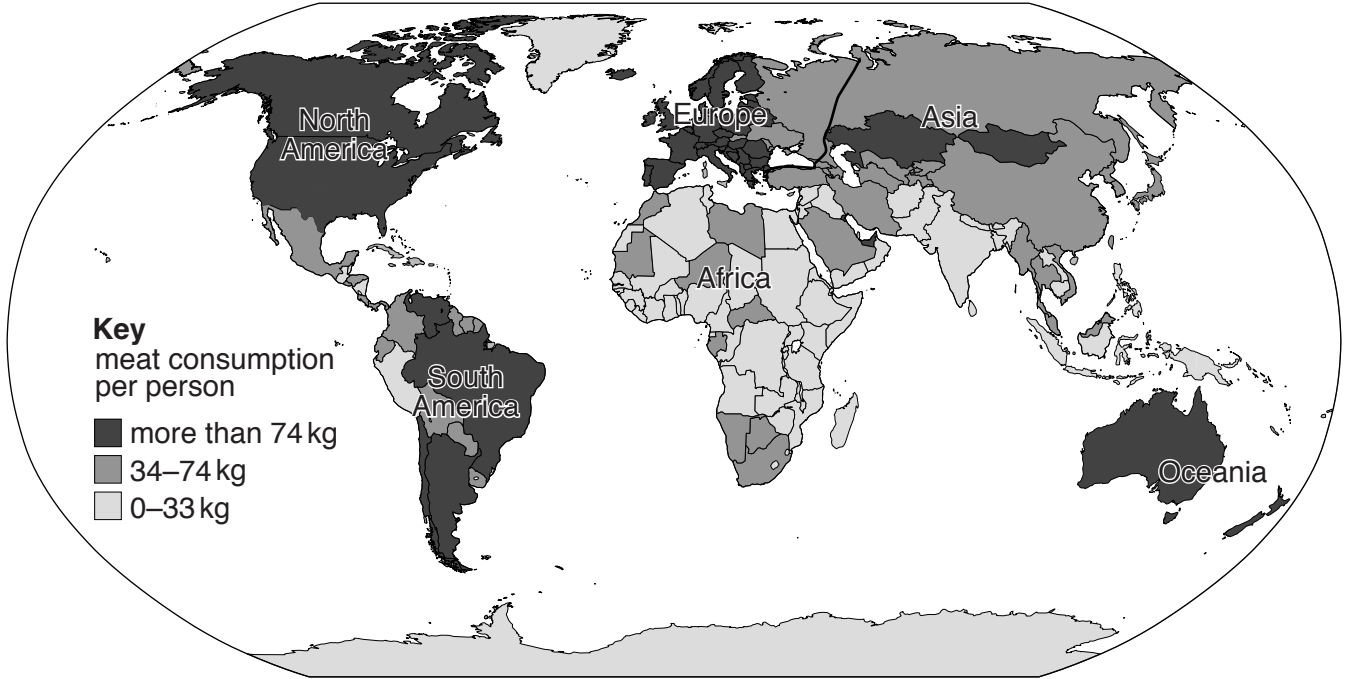 North
America
Europe
Asia
Africa
South
America
Oceania
Key
meat consumption
per person
more than 74 kg
34–74 kg
0–33 kg